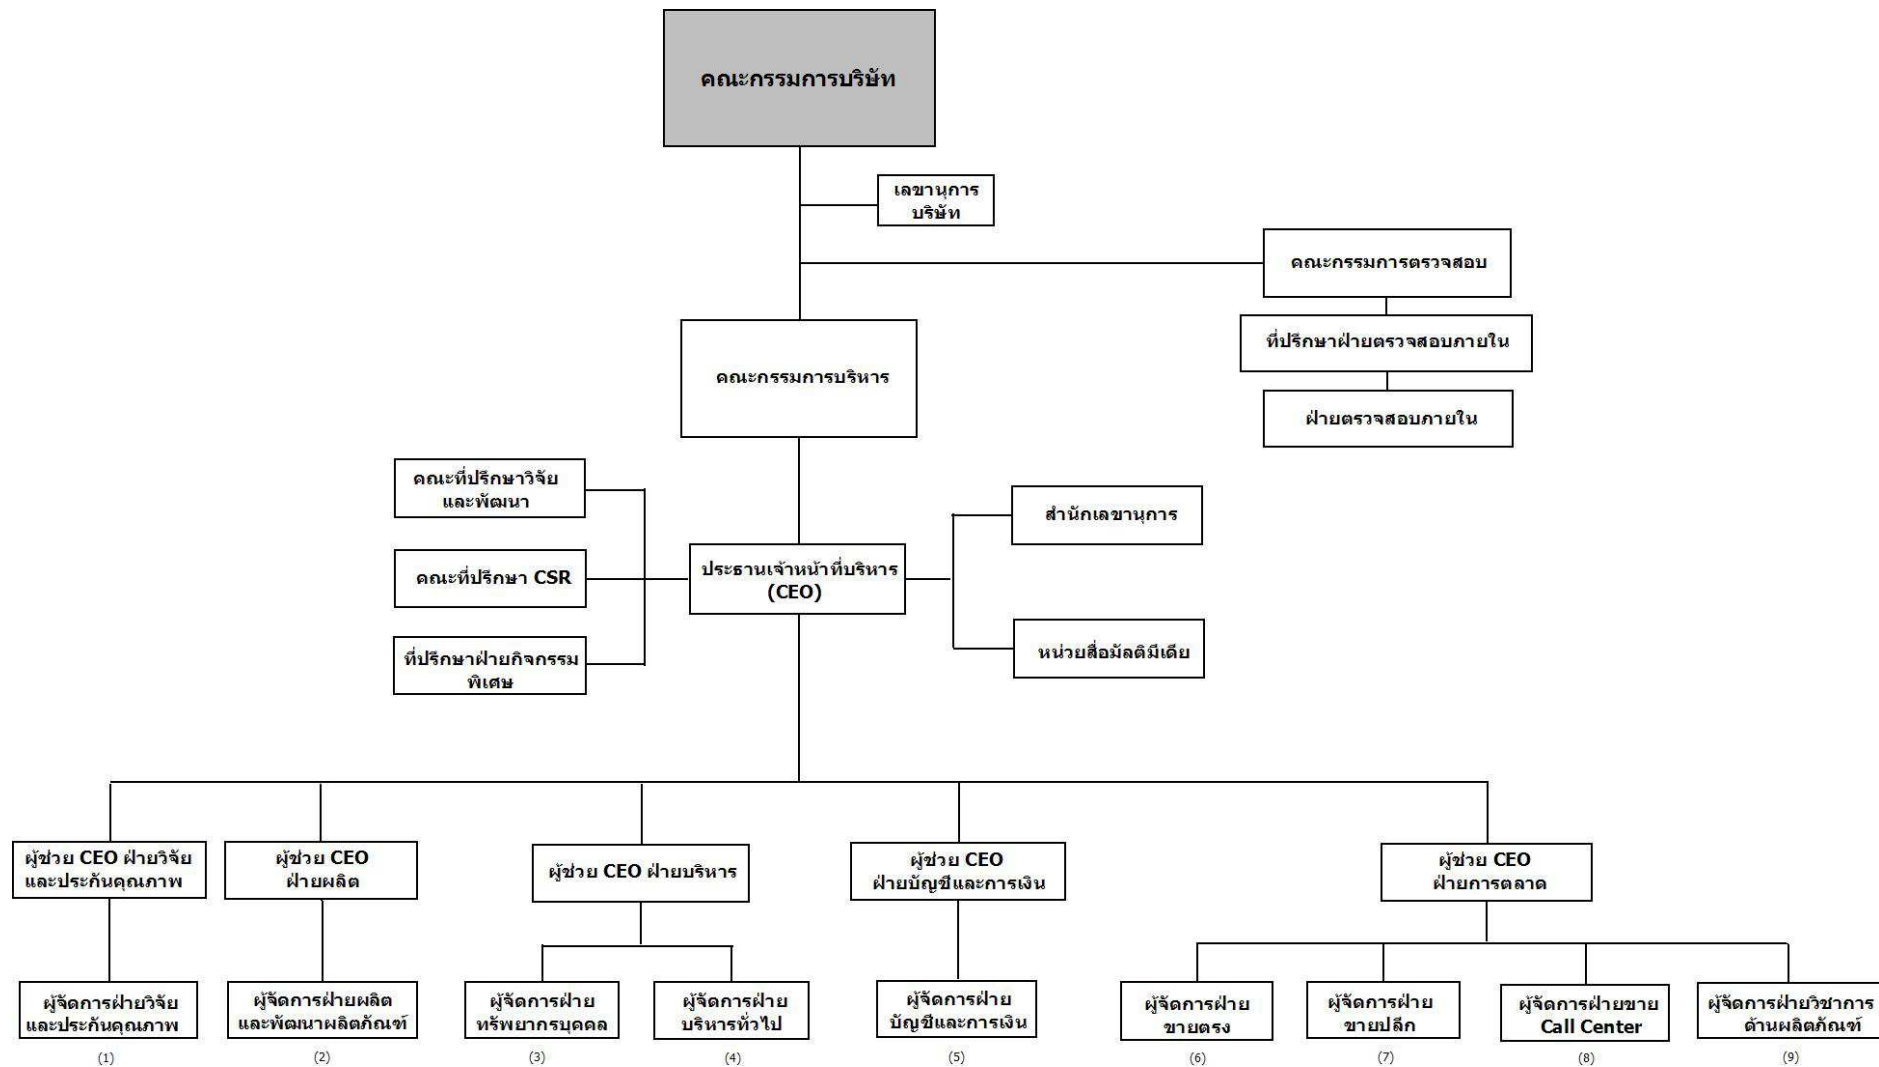 คณะกรรมการบริษัท
เลขานุการ
บริษัท
คณะกรรมการตรวจสอบ
ที่ปรึกษาฝ่ายตรวจสอบภายใน
ฝ่ายตรวจสอบภายใน
คณะกรรมการบริหาร
คณะที่ปรึกษาวิจัย
และพัฒนา
คณะที่ปรึกษา CSR
ที่ปรึกษาฝ่ายกิจกรรม
พิเศษ
ประธานเจ้าหน้าที่บริหาร
(CEO)
สำนักเลขานุการ
หน่วยสื่อมัลติมีเดีย
ผู้ช่วย CEO ฝ่ายวิจัย
และประกันคุณภาพ
ผู้ช่วย CEO
ฝ่ายผลิต
ผู้ช่วย CEO ฝ่ายบริหาร
ผู้ช่วย CEO
ฝ่ายบัญชีและการเงิน
ผู้ช่วย CEO
ฝ่ายการตลาด
ผู้จัดการฝ่ายวิจัย
และประกันคุณภาพ
(1)
ผู้จัดการฝ่ายผลิต
และพัฒนาผลิตภัณฑ์
(2)
ผู้จัดการฝ่าย
ทรัพยากรบุคคล
(3)
ผู้จัดการฝ่าย
บริหารทั่วไป
(4)
ผู้จัดการฝ่าย
บัญชีและการเงิน
(5)
ผู้จัดการฝ่าย
ขายตรง
(6)
ผู้จัดการฝ่าย
ขายปลีก
(7)
ผู้จัดการฝ่ายขาย
Call Center
(8)
ผู้จัดการฝ่ายวิชาการ
ด้านผลิตภัณฑ์
(9)